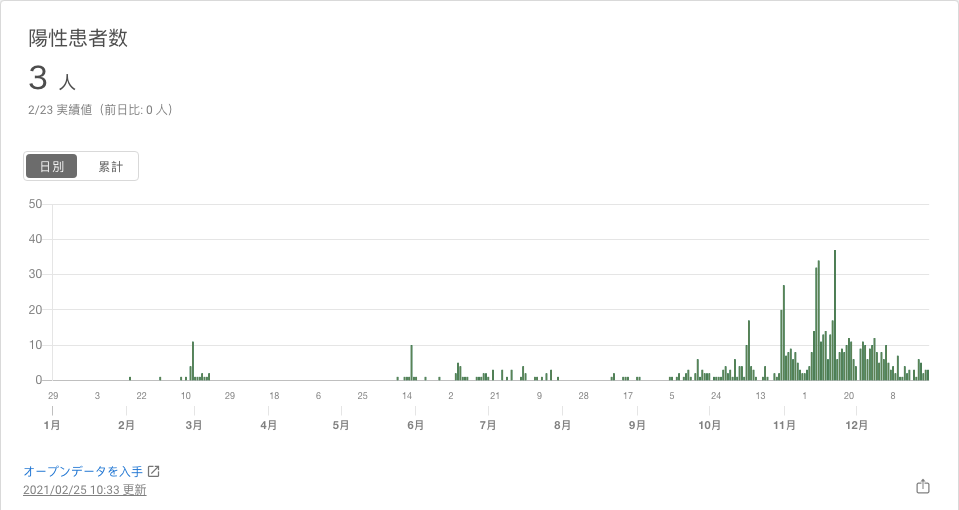 陽性患者数
3 人
2/23 実績値（前日比: 0 人）
日別 累計
50
40
30
20
10
0
29 3 22 10 29 18 6 25 14 2 21 9 28 17 5 24 13 1 20 8
1月 2月 3月 4月 5月 6月 7月 8月 9月 10月 11月 12月
オープンデータを入手
2021/02/25 10:33 更新